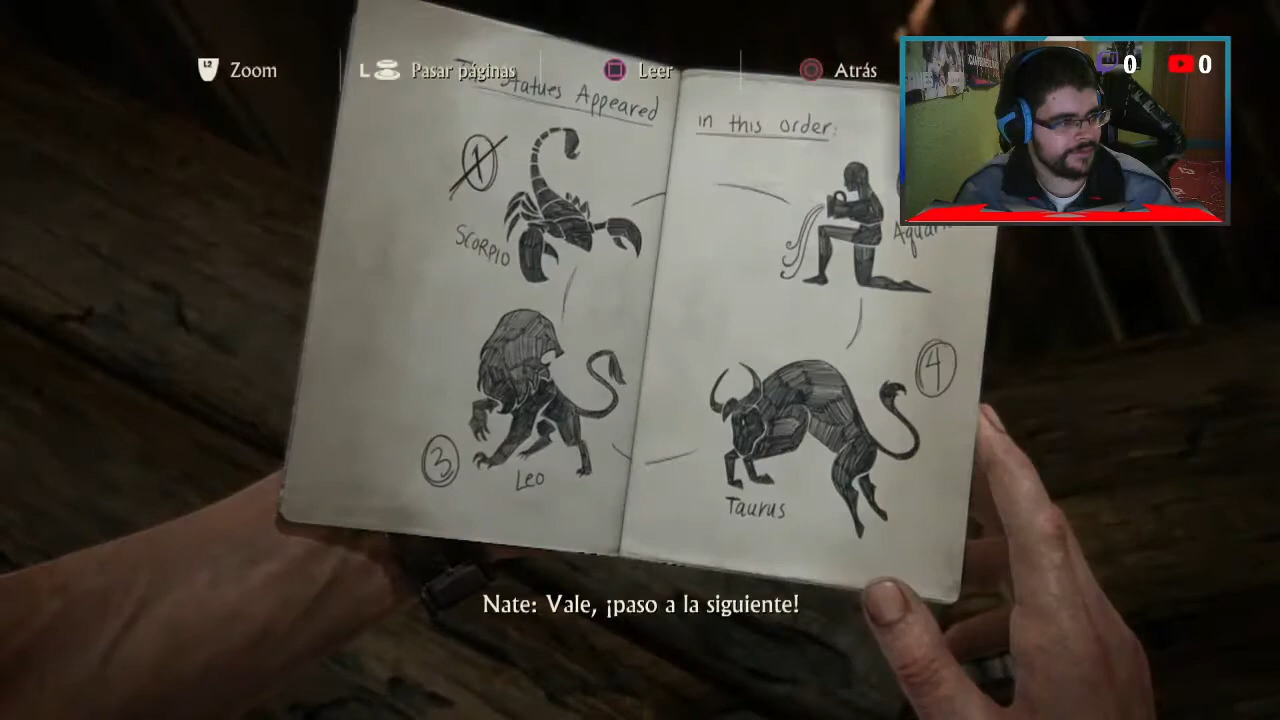 L2 Zoom
L Pasar páginas
Leer
Atrás
0 0
Statues Appeared
in this order:
1
SCORPIO
4
3
Leo
Taurus
Nate: Vale, ¡paso a la siguiente!